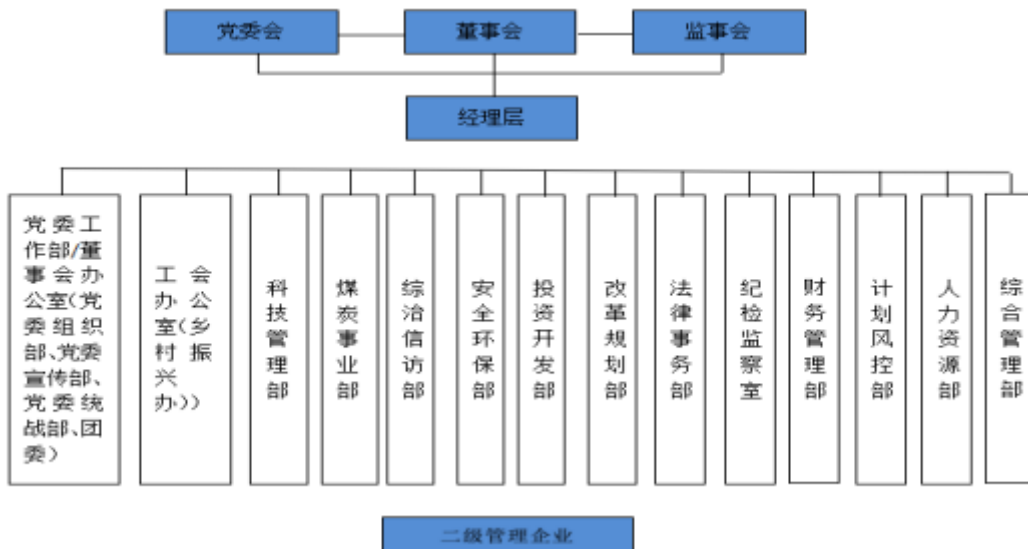 党委会
董事会
监事会
经理层
党委工
作部/董
事会办
公室(党
委组织
部、党委
宣传部、
党委统
战部、团
委)
工会
办公
室(乡
村振
兴
办))
科技管理部
煤炭事业部
综治信访部
安全环保部
投资开发部
改革规划部
法律事务部
纪检监察室
财务管理部
计划风控部
人力资源部
综合管理部
二级管理企业